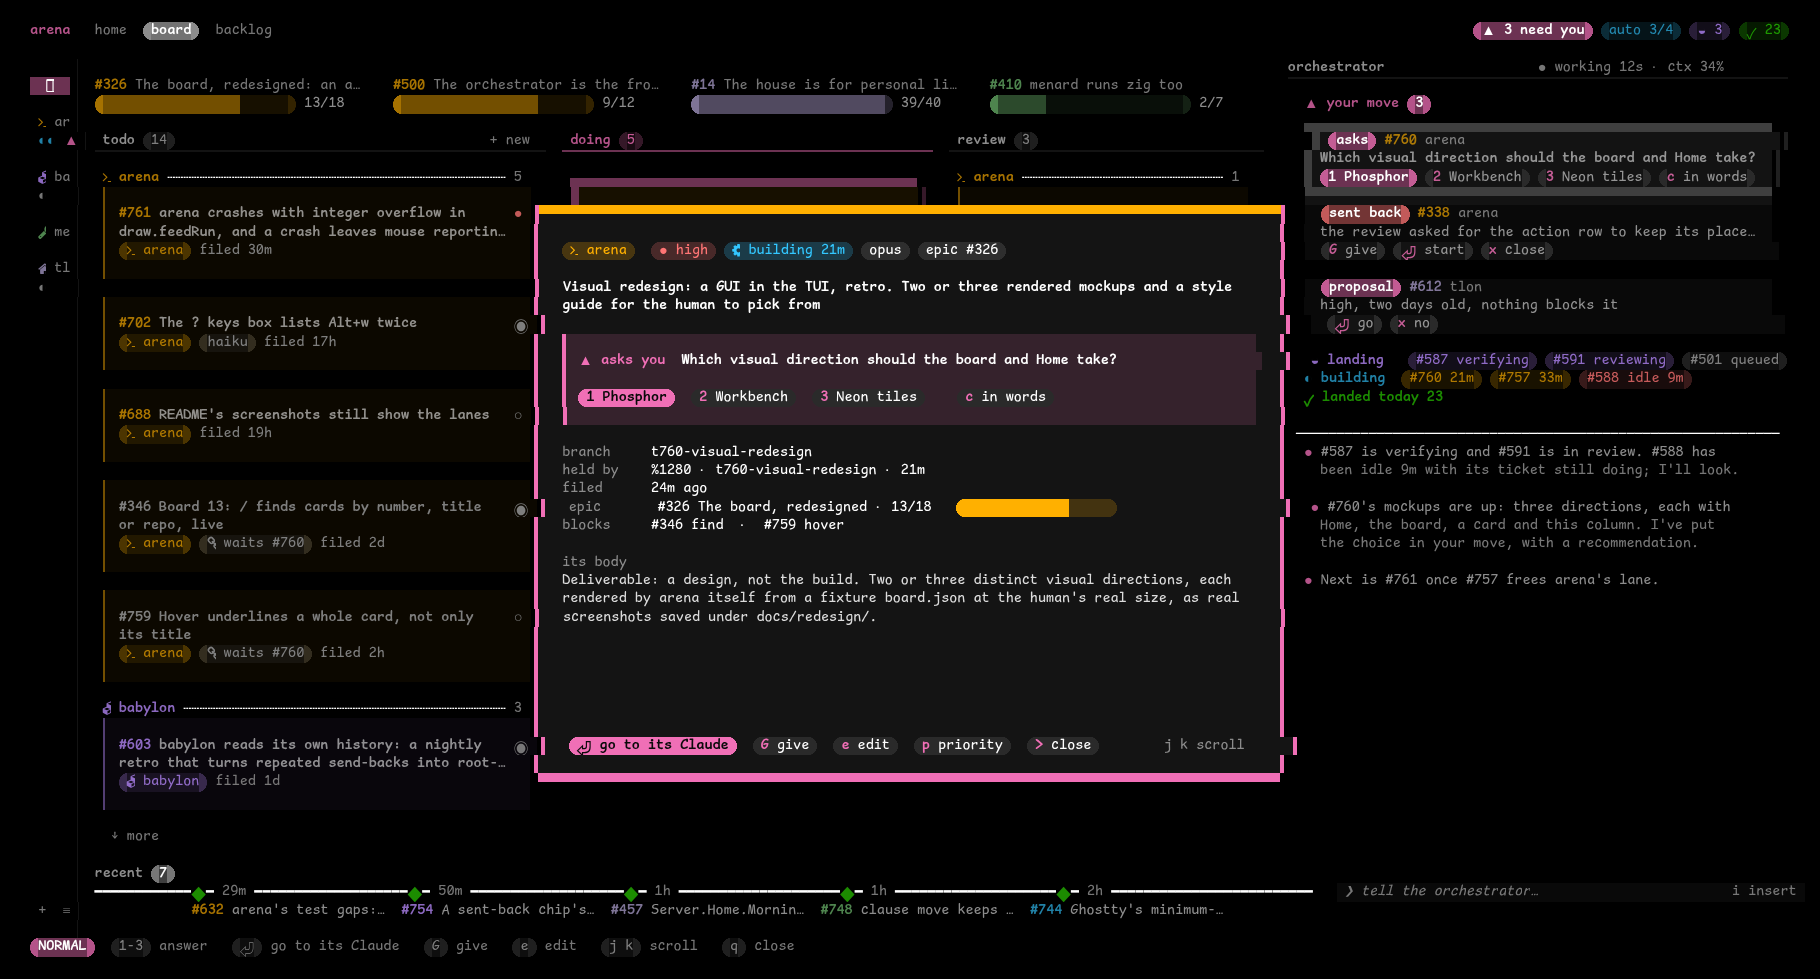 arena home board backlog
▲ 3 need you auto 3/4 3 ✓ 23
#326 The board, redesigned: an a…
13/18
#500 The orchestrator is the fro…
9/12
#14 The house is for personal li…
39/40
#410 menard runs zig too
2/7
ar
ba
me
tl
+ ≡
todo 14 + new
arena 5
#761 arena crashes with integer overflow in
draw.feedRun, and a crash leaves mouse reportin…
arena filed 30m
#702 The ? keys box lists Alt+w twice
arena haiku filed 17h
#688 README's screenshots still show the lanes
arena filed 19h
#346 Board 13: / finds cards by number, title
or repo, live
arena waits #760 filed 2d
#759 Hover underlines a whole card, not only
its title
arena waits #760 filed 2h
babylon 3
#603 babylon reads its own history: a nightly
retro that turns repeated send-backs into root-…
babylon filed 1d
↓ more
doing 5
review 3
arena 1
arena ● high building 21m opus epic #326
Visual redesign: a GUI in the TUI, retro. Two or three rendered mockups and a style
guide for the human to pick from
▲ asks you Which visual direction should the board and Home take?
1 Phosphor 2 Workbench 3 Neon tiles c in words
branch t760-visual-redesign
held by %1280 · t760-visual-redesign · 21m
filed 24m ago
epic #326 The board, redesigned · 13/18
blocks #346 find · #759 hover
its body
Deliverable: a design, not the build. Two or three distinct visual directions, each
rendered by arena itself from a fixture board.json at the human's real size, as real
screenshots saved under docs/redesign/.
go to its Claude G give e edit p priority > close j k scroll
orchestrator ● working 12s · ctx 34%
▲ your move 3
asks #760 arena
Which visual direction should the board and Home take?
1 Phosphor 2 Workbench 3 Neon tiles c in words
sent back #338 arena
the review asked for the action row to keep its place…
G give start × close
proposal #612 tlon
high, two days old, nothing blocks it
go × no
landing #587 verifying #591 reviewing #501 queued
building #760 21m #757 33m #588 idle 9m
✓ landed today 23
● #587 is verifying and #591 is in review. #588 has
been idle 9m with its ticket still doing; I'll look.
● #760's mockups are up: three directions, each with
Home, the board, a card and this column. I've put
the choice in your move, with a recommendation.
● Next is #761 once #757 frees arena's lane.
❯ tell the orchestrator… i insert
recent 7
29m 50m 1h 1h 2h
#632 arena's test gaps:… #754 A sent-back chip's… #457 Server.Home.Mornin… #748 clause move keeps … #744 Ghostty's minimum-…
NORMAL 1-3 answer go to its Claude G give e edit j k scroll q close